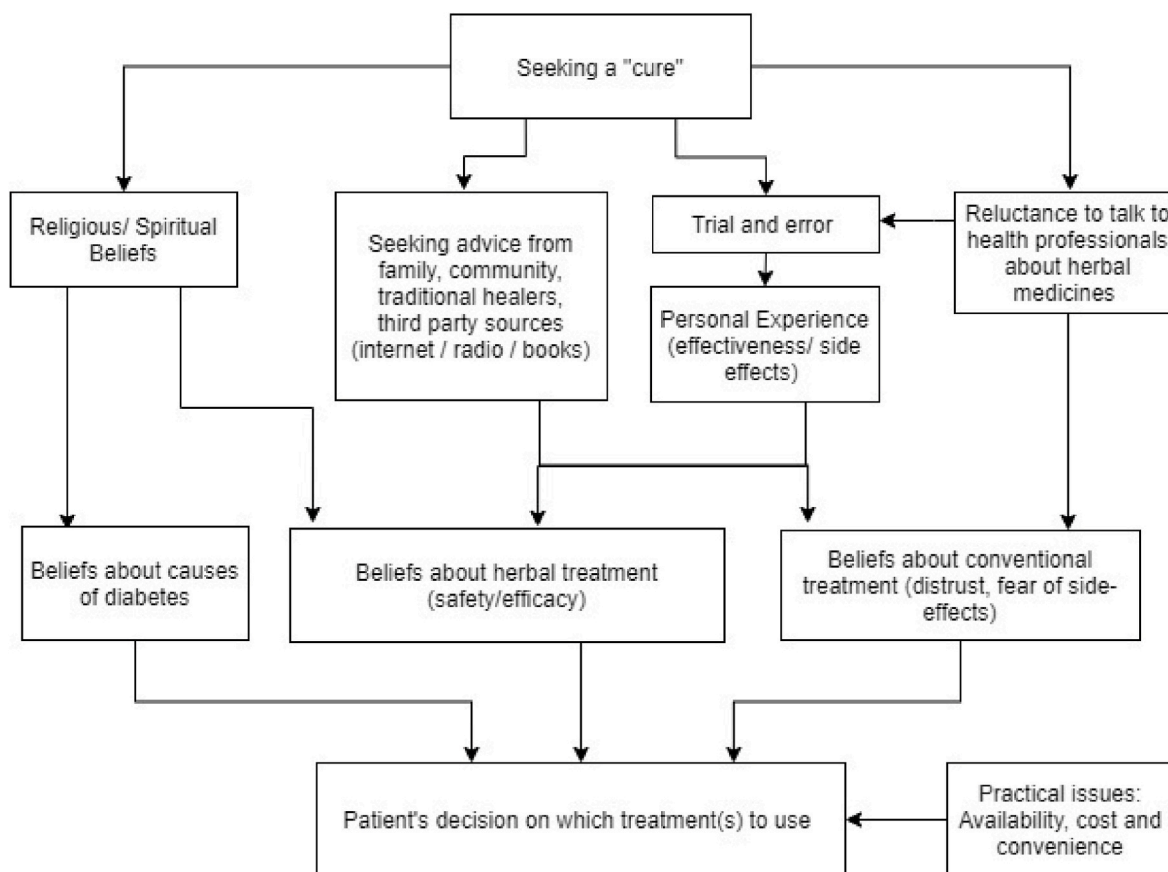 Seeking a "cure"
Religious/ Spiritual
Beliefs
Seeking advice from
family, community,
traditional healers,
third party sources
(internet / radio / books)
Trial and error
Reluctance to talk to
health professionals
about herbal
medicines
Personal Experience
(effectiveness/ side
effects)
Beliefs about causes
of diabetes
Beliefs about herbal treatment
(safety/efficacy)
Beliefs about conventional
treatment (distrust, fear of side-
effects)
Patient's decision on which treatment(s) to use
Practical issues:
Availability, cost and
convenience